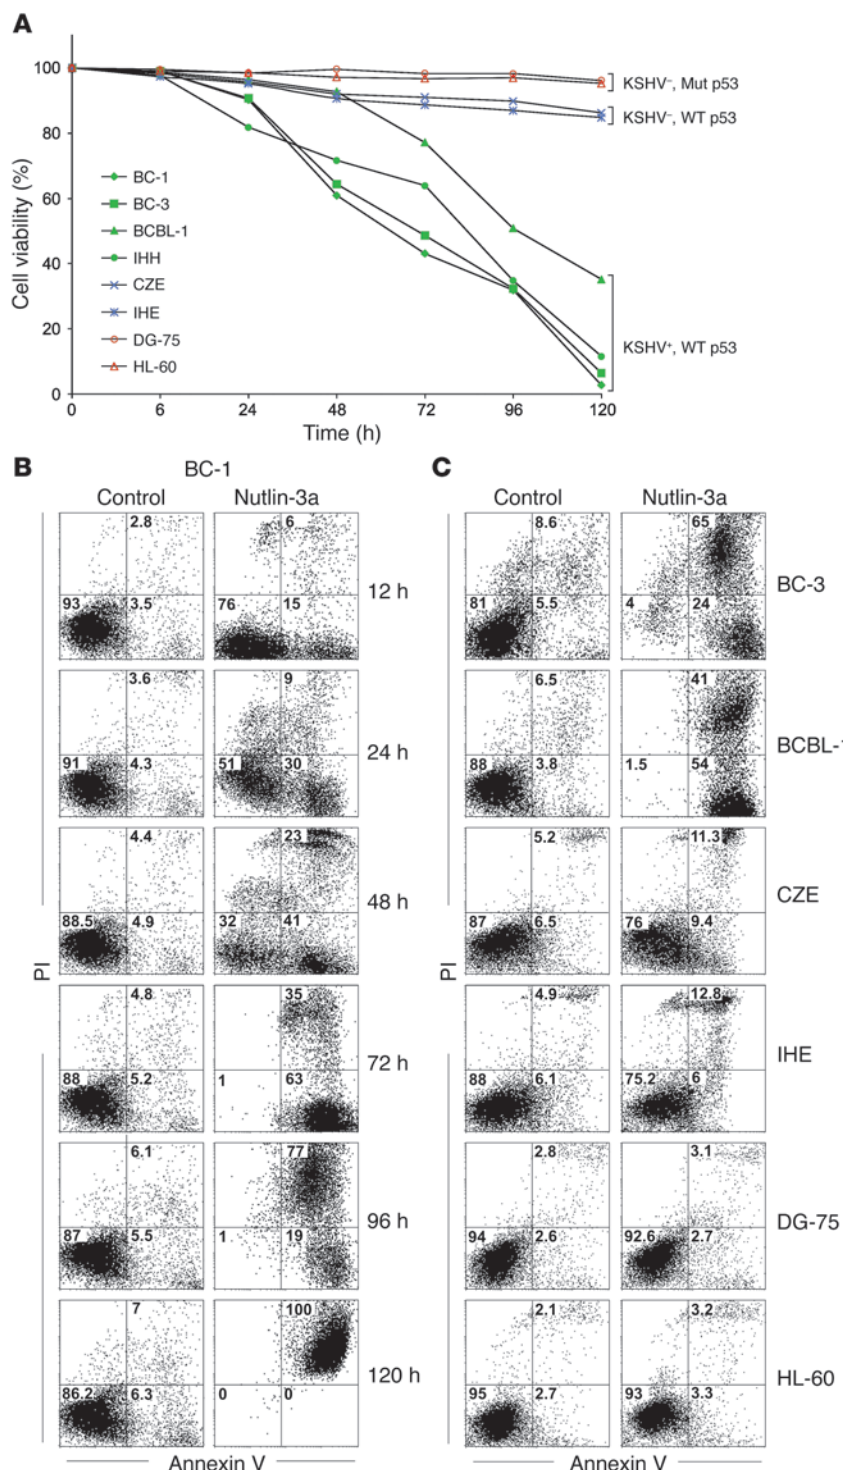 A
100
80
60
40
20
0
Cell viability (%)
BC-1
BC-3
BCBL-1
IHH
CZE
IHE
DG-75
HL-60
KSHV⁻, Mut p53
KSHV⁻, WT p53
KSHV⁺, WT p53
0 6 24 48 72 96 120
Time (h)
B
BC-1
Control Nutlin-3a
2.8 6
93 3.5 76 15
12 h
3.6 9
91 4.3 51 30
24 h
4.4 23
88.5 4.9 32 41
48 h
4.8 35
88 5.2 1 63
72 h
6.1 77
87 5.5 1 19
96 h
7 100
86.2 6.3 0 0
120 h
PI
Annexin V
C
Control Nutlin-3a
8.6 65
81 5.5 4 24
BC-3
6.5 41
88 3.8 1.5 54
BCBL-1
5.2 11.3
87 6.5 76 9.4
CZE
4.9 12.8
88 6.1 75.2 6
IHE
2.8 3.1
94 2.6 92.6 2.7
DG-75
2.1 3.2
95 2.7 93 3.3
HL-60
PI
Annexin V